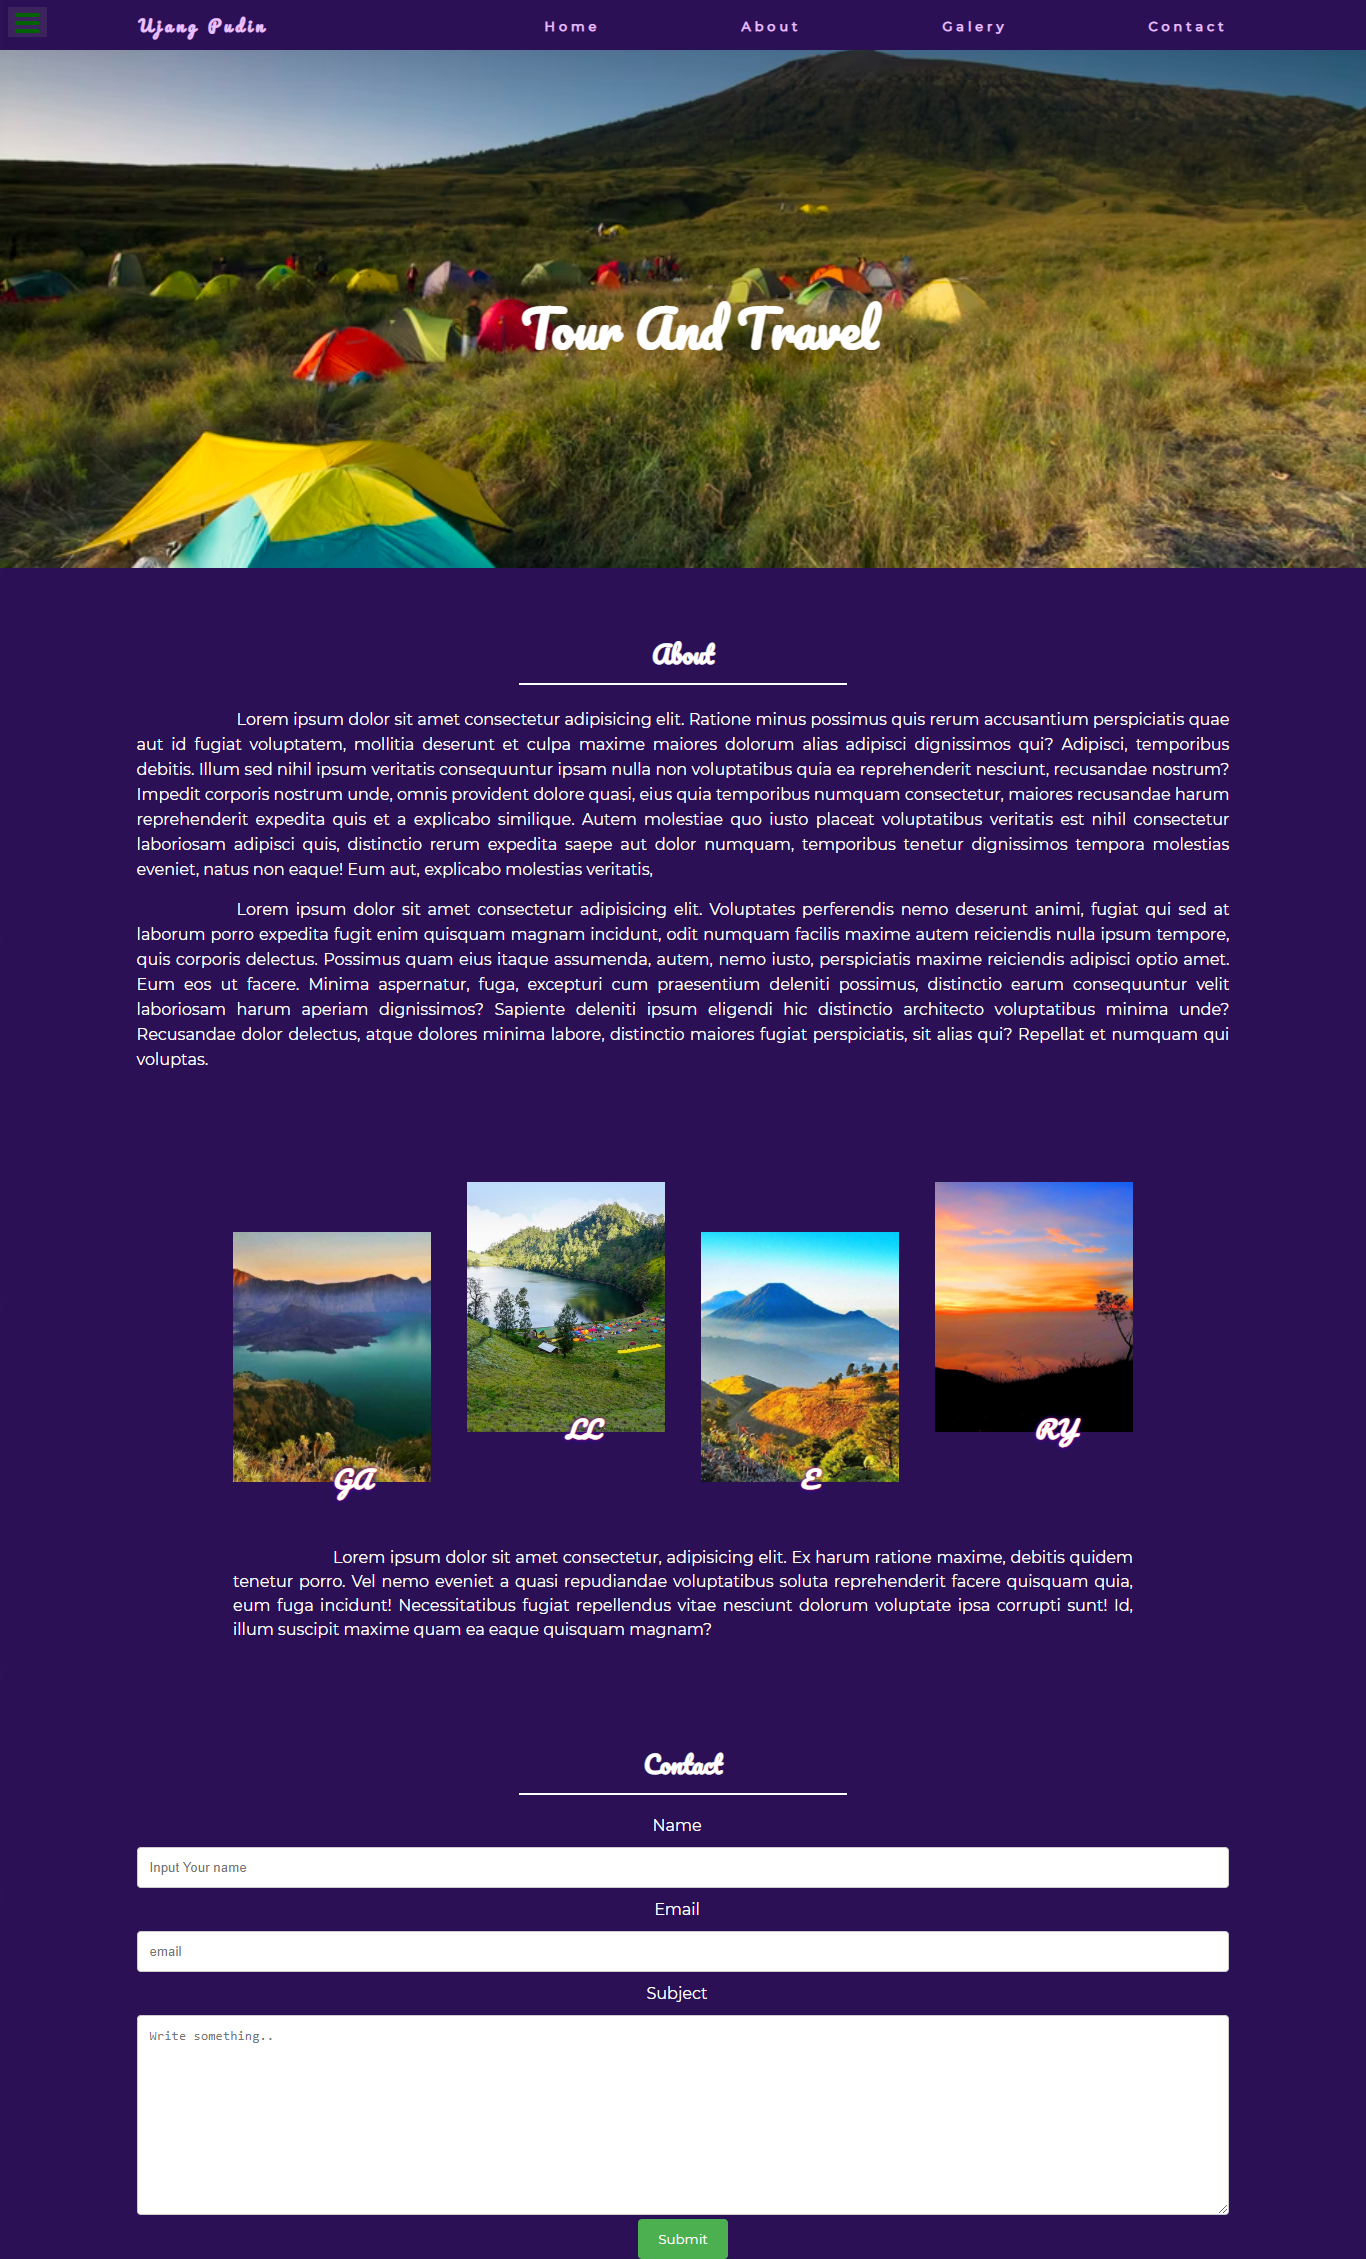 Ujang Pudin Home About Galery Contact
Tour And Travel
About
Lorem ipsum dolor sit amet consectetur adipisicing elit. Ratione minus possimus quis rerum accusantium perspiciatis quae
aut id fugiat voluptatem, mollitia deserunt et culpa maxime maiores dolorum alias adipisci dignissimos qui? Adipisci, temporibus
debitis. Illum sed nihil ipsum veritatis consequuntur ipsam nulla non voluptatibus quia ea reprehenderit nesciunt, recusandae nostrum?
Impedit corporis nostrum unde, omnis provident dolore quasi, eius quia temporibus numquam consectetur, maiores recusandae harum
reprehenderit expedita quis et a explicabo similique. Autem molestiae quo iusto placeat voluptatibus veritatis est nihil consectetur
laboriosam adipisci quis, distinctio rerum expedita saepe aut dolor numquam, temporibus tenetur dignissimos tempora molestias
eveniet, natus non eaque! Eum aut, explicabo molestias veritatis,
Lorem ipsum dolor sit amet consectetur adipisicing elit. Voluptates perferendis nemo deserunt animi, fugiat qui sed at
laborum porro expedita fugit enim quisquam magnam incidunt, odit numquam facilis maxime autem reiciendis nulla ipsum tempore,
quis corporis delectus. Possimus quam eius itaque assumenda, autem, nemo iusto, perspiciatis maxime reiciendis adipisci optio amet.
Eum eos ut facere. Minima aspernatur, fuga, excepturi cum praesentium deleniti possimus, distinctio earum consequuntur velit
laboriosam harum aperiam dignissimos? Sapiente deleniti ipsum eligendi hic distinctio architecto voluptatibus minima unde?
Recusandae dolor delectus, atque dolores minima labore, distinctio maiores fugiat perspiciatis, sit alias qui? Repellat et numquam qui
voluptas.
GA
LL
E
RY
Lorem ipsum dolor sit amet consectetur, adipisicing elit. Ex harum ratione maxime, debitis quidem
tenetur porro. Vel nemo eveniet a quasi repudiandae voluptatibus soluta reprehenderit facere quisquam quia,
eum fuga incidunt! Necessitatibus fugiat repellendus vitae nesciunt dolorum voluptate ipsa corrupti sunt! Id,
illum suscipit maxime quam ea eaque quisquam magnam?
Contact
Name
Input Your name
Email
email
Subject
Write something..
Submit